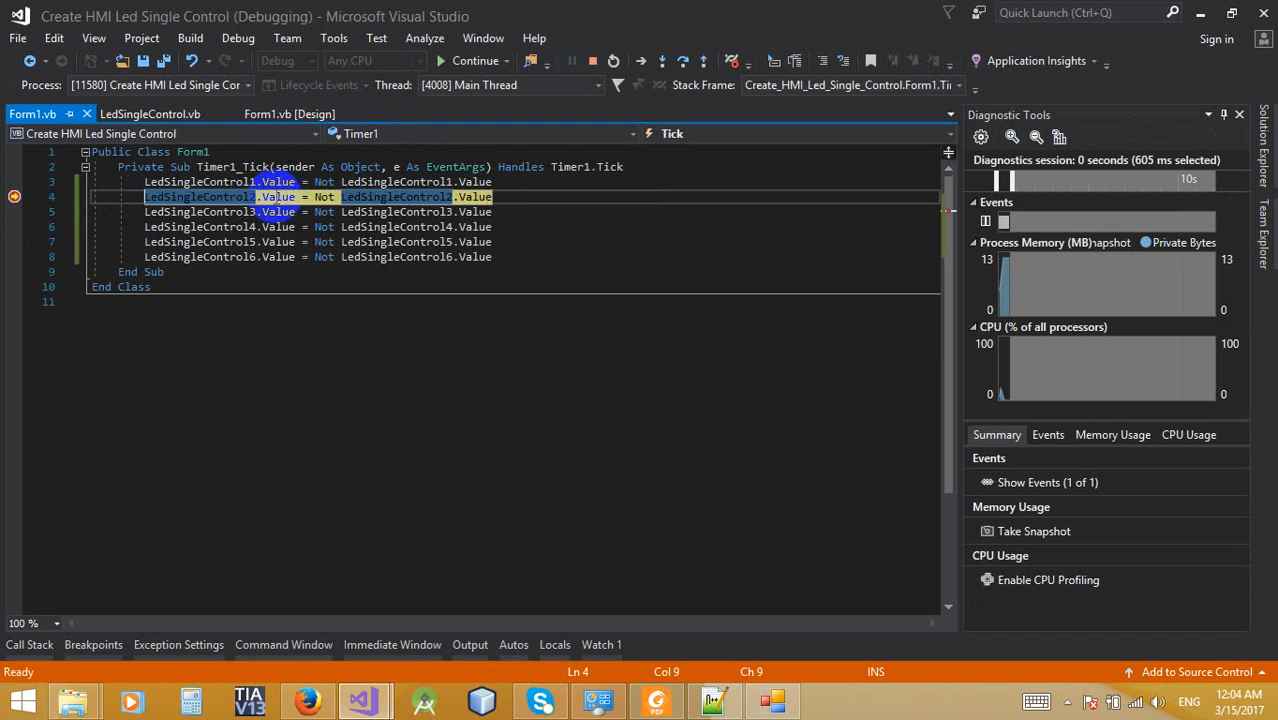 Create HMI Led Single Control (Debugging) - Microsoft Visual Studio
Quick Launch (Ctrl+Q)
File Edit View Project Build Debug Team Tools Test Analyze Window Help
Sign in
Debug Any CPU Continue Application Insights
Process: [11580] Create HMI Led Single Cor Lifecycle Events Thread: [4008] Main Thread Stack Frame: Create_HMI_Led_Single_Control.Form1.Ti
Form1.vb LedSingleControl.vb Form1.vb [Design]
Create HMI Led Single Control Timer1 Tick
1 Public Class Form1
2 Private Sub Timer1_Tick(sender As Object, e As EventArgs) Handles Timer1.Tick
3 LedSingleControl1.Value = Not LedSingleControl1.Value
4 LedSingleControl2.Value = Not LedSingleControl2.Value
5 LedSingleControl3.Value = Not LedSingleControl3.Value
6 LedSingleControl4.Value = Not LedSingleControl4.Value
7 LedSingleControl5.Value = Not LedSingleControl5.Value
8 LedSingleControl6.Value = Not LedSingleControl6.Value
9 End Sub
10 End Class
11
100 %
Diagnostic Tools
Diagnostics session: 0 seconds (605 ms selected)
10s
Events
Process Memory (MB) apshot Private Bytes
13 13
0 0
CPU (% of all processors)
100 100
0 0
Summary Events Memory Usage CPU Usage
Events
Show Events (1 of 1)
Memory Usage
Take Snapshot
CPU Usage
Enable CPU Profiling
Solution Explorer
Team Explorer
Call Stack Breakpoints Exception Settings Command Window Immediate Window Output Autos Locals Watch 1
Ready Ln 4 Col 9 Ch 9 INS Add to Source Control
TIA
V13
PDF
ENG
12:04 AM
3/15/2017